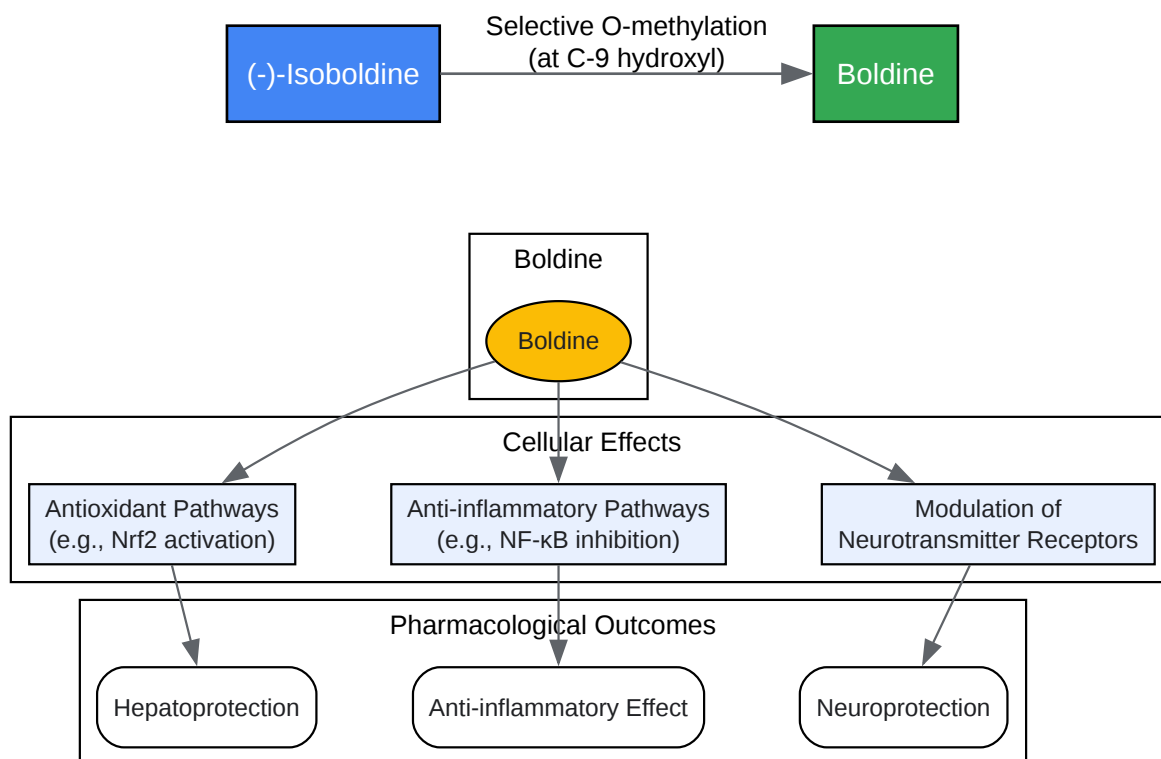 Selective O-methylation
(at C-9 hydroxyl)
(-)-Isoboldine
Boldine
Boldine
Boldine
Cellular Effects
Antioxidant Pathways
(e.g., Nrf2 activation)
Anti-inflammatory Pathways
(e.g., NF-κB inhibition)
Modulation of
Neurotransmitter Receptors
Pharmacological Outcomes
Hepatoprotection
Anti-inflammatory Effect
Neuroprotection